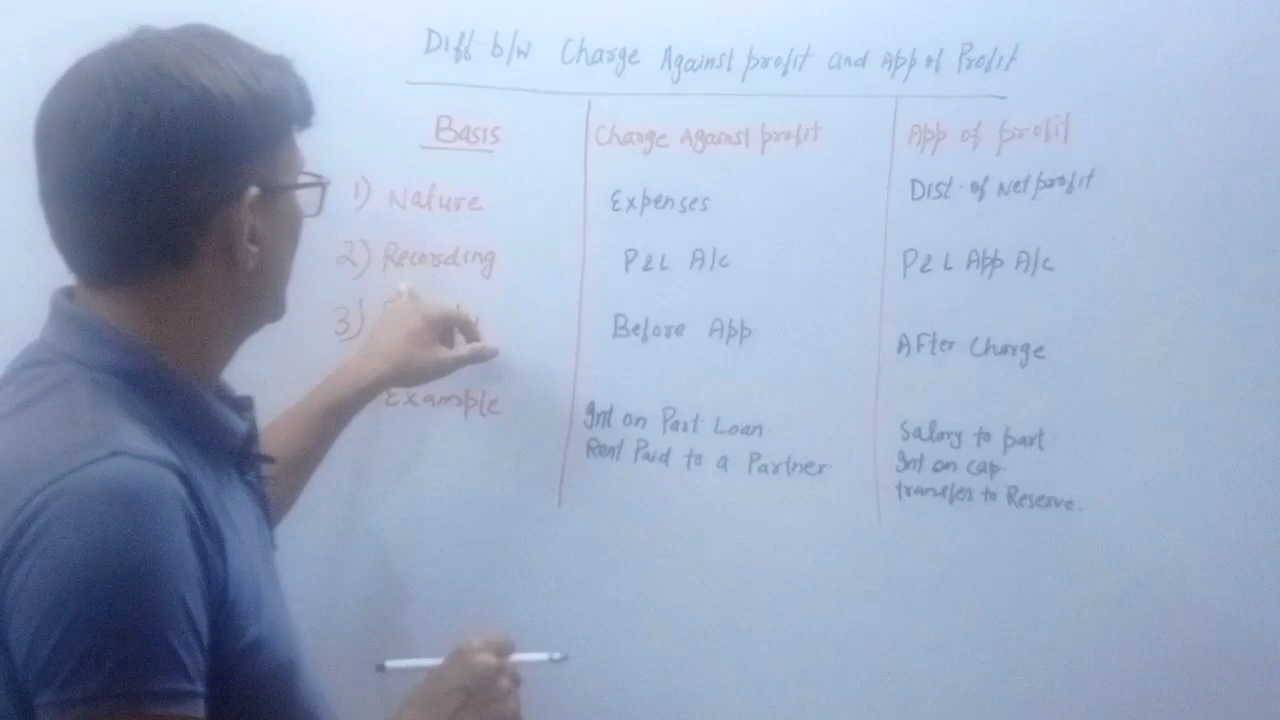 Diff b/w Charge Against profit and App of Profit
Basis Charge Against profit App of profit
1) Nature Expenses Dist. of Net profit
2) Recording P&L A/c P&L App A/c
3) Before App After Charge
Example Int on Part Loan Salary to part
Rent Paid to a Partner Int on cap
transfer to Reserve.